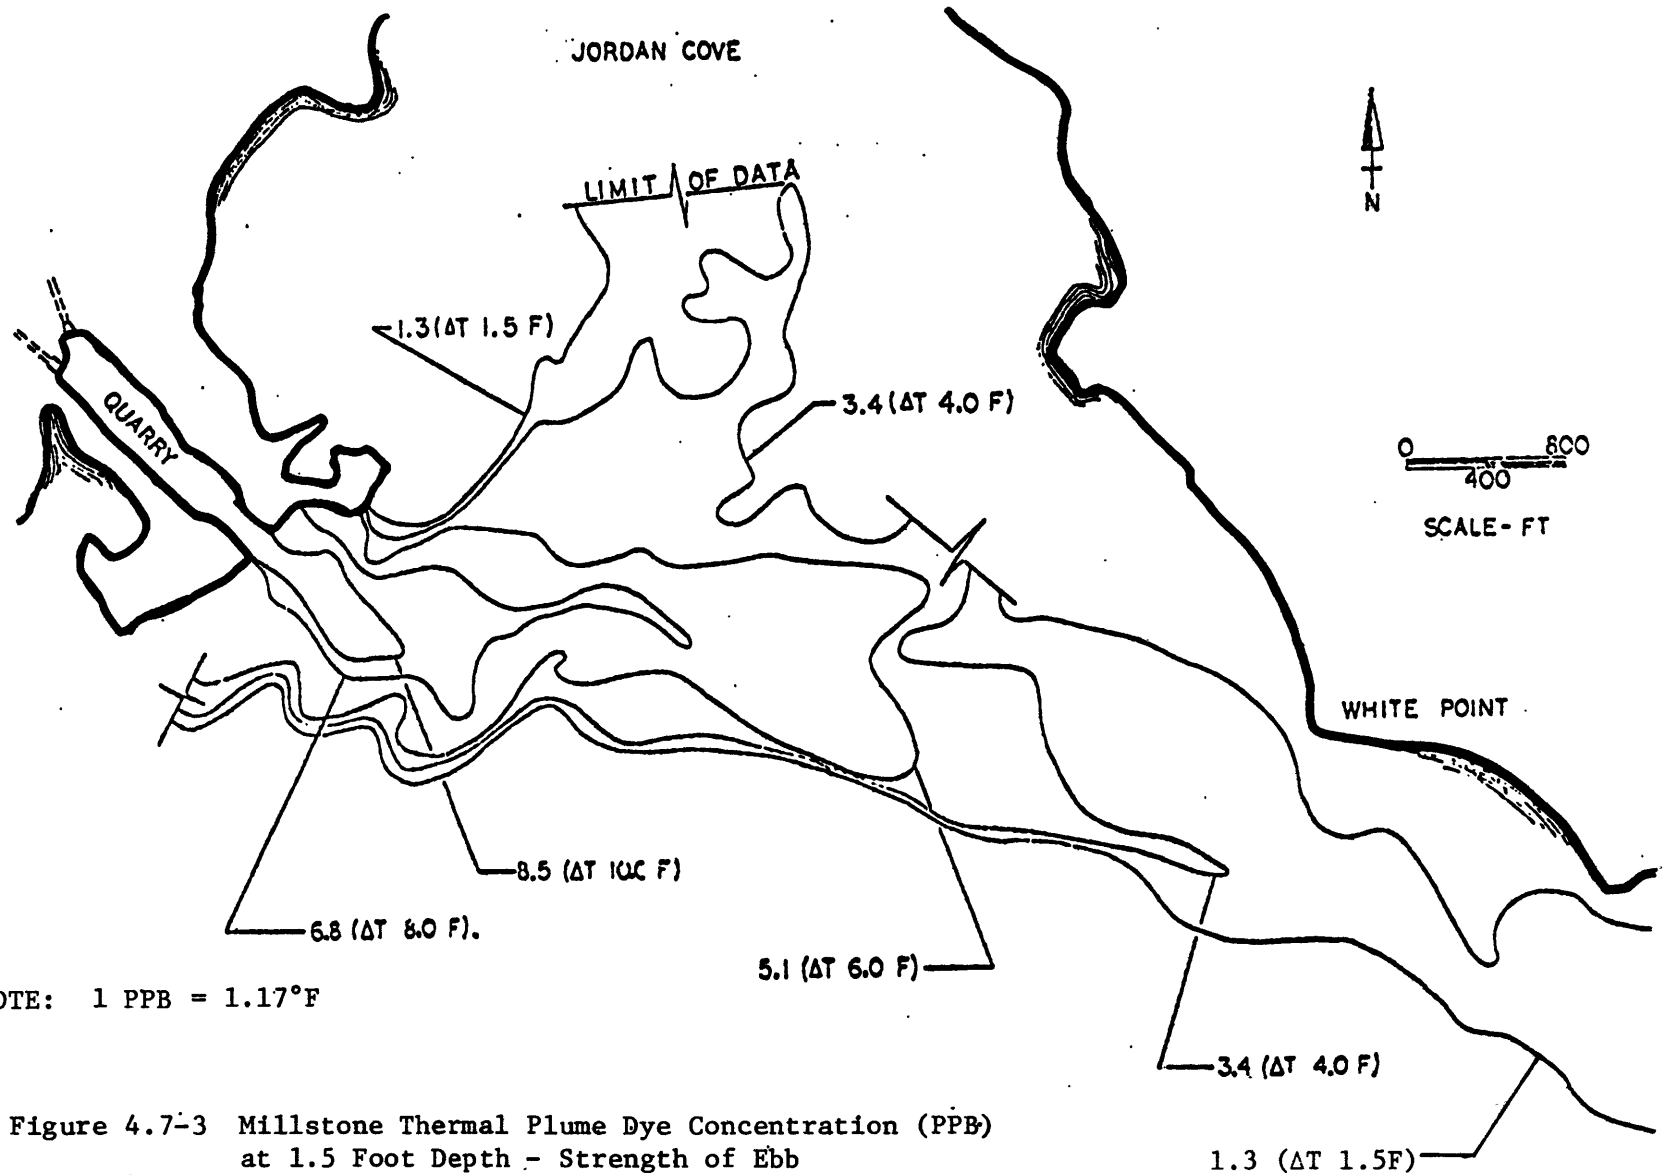 JORDAN COVE
LIMIT OF DATA
N
1.3 (ΔT 1.5 F)
QUARRY
3.4 (ΔT 4.0 F)
0 800
400
SCALE - FT
WHITE POINT
8.5 (ΔT 10.0 F)
6.8 (ΔT 8.0 F).
5.1 (ΔT 6.0 F)
OTE: 1 PPB = 1.17°F
3.4 (ΔT 4.0 F)
Figure 4.7-3 Millstone Thermal Plume Dye Concentration (PPB)
at 1.5 Foot Depth - Strength of Ebb
1.3 (ΔT 1.5F)